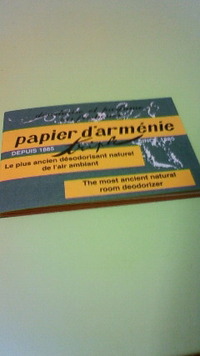 papier d'arménie
DEPUIS 1885
Le plus ancien désodorisant naturel
de l'air ambiant
The most ancient natural
room deodorizer